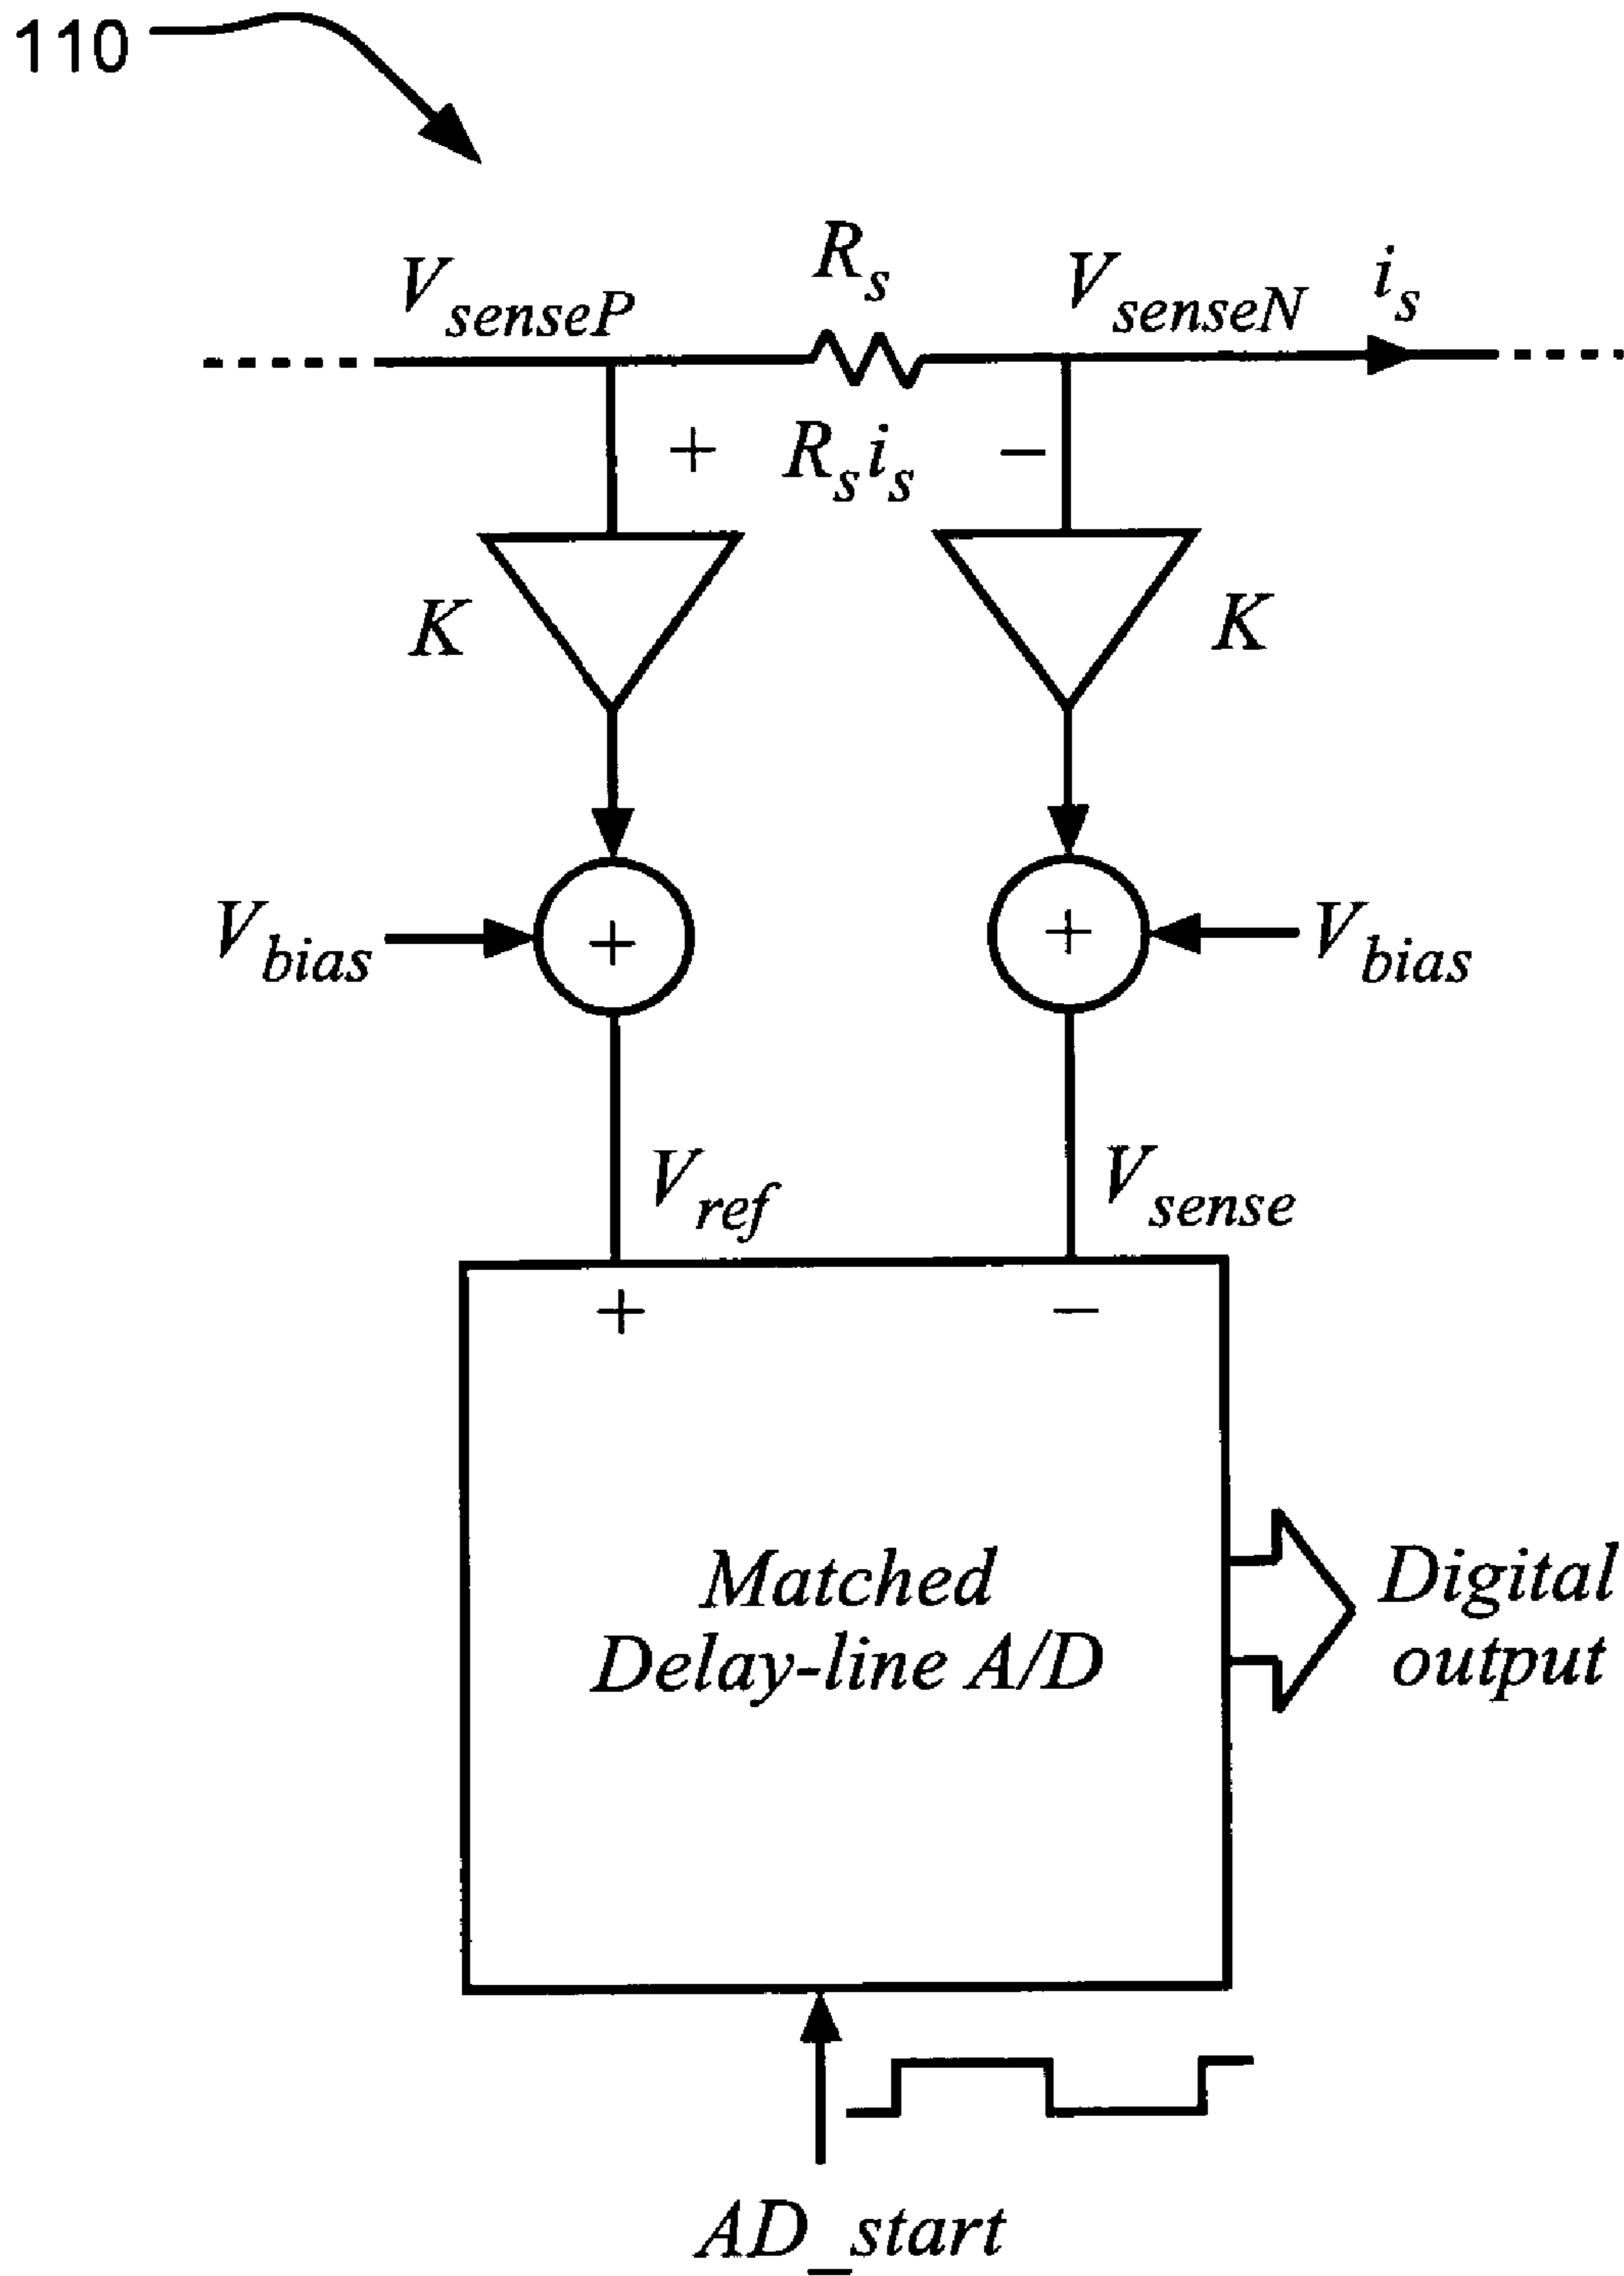 110
R_s
V_senseP
V_senseN
i_s
+ R_s i_s −
K
K
+
+
V_bias
V_bias
V_ref
V_sense
+ −
Matched
Delay-line A/D
Digital
output
AD_start